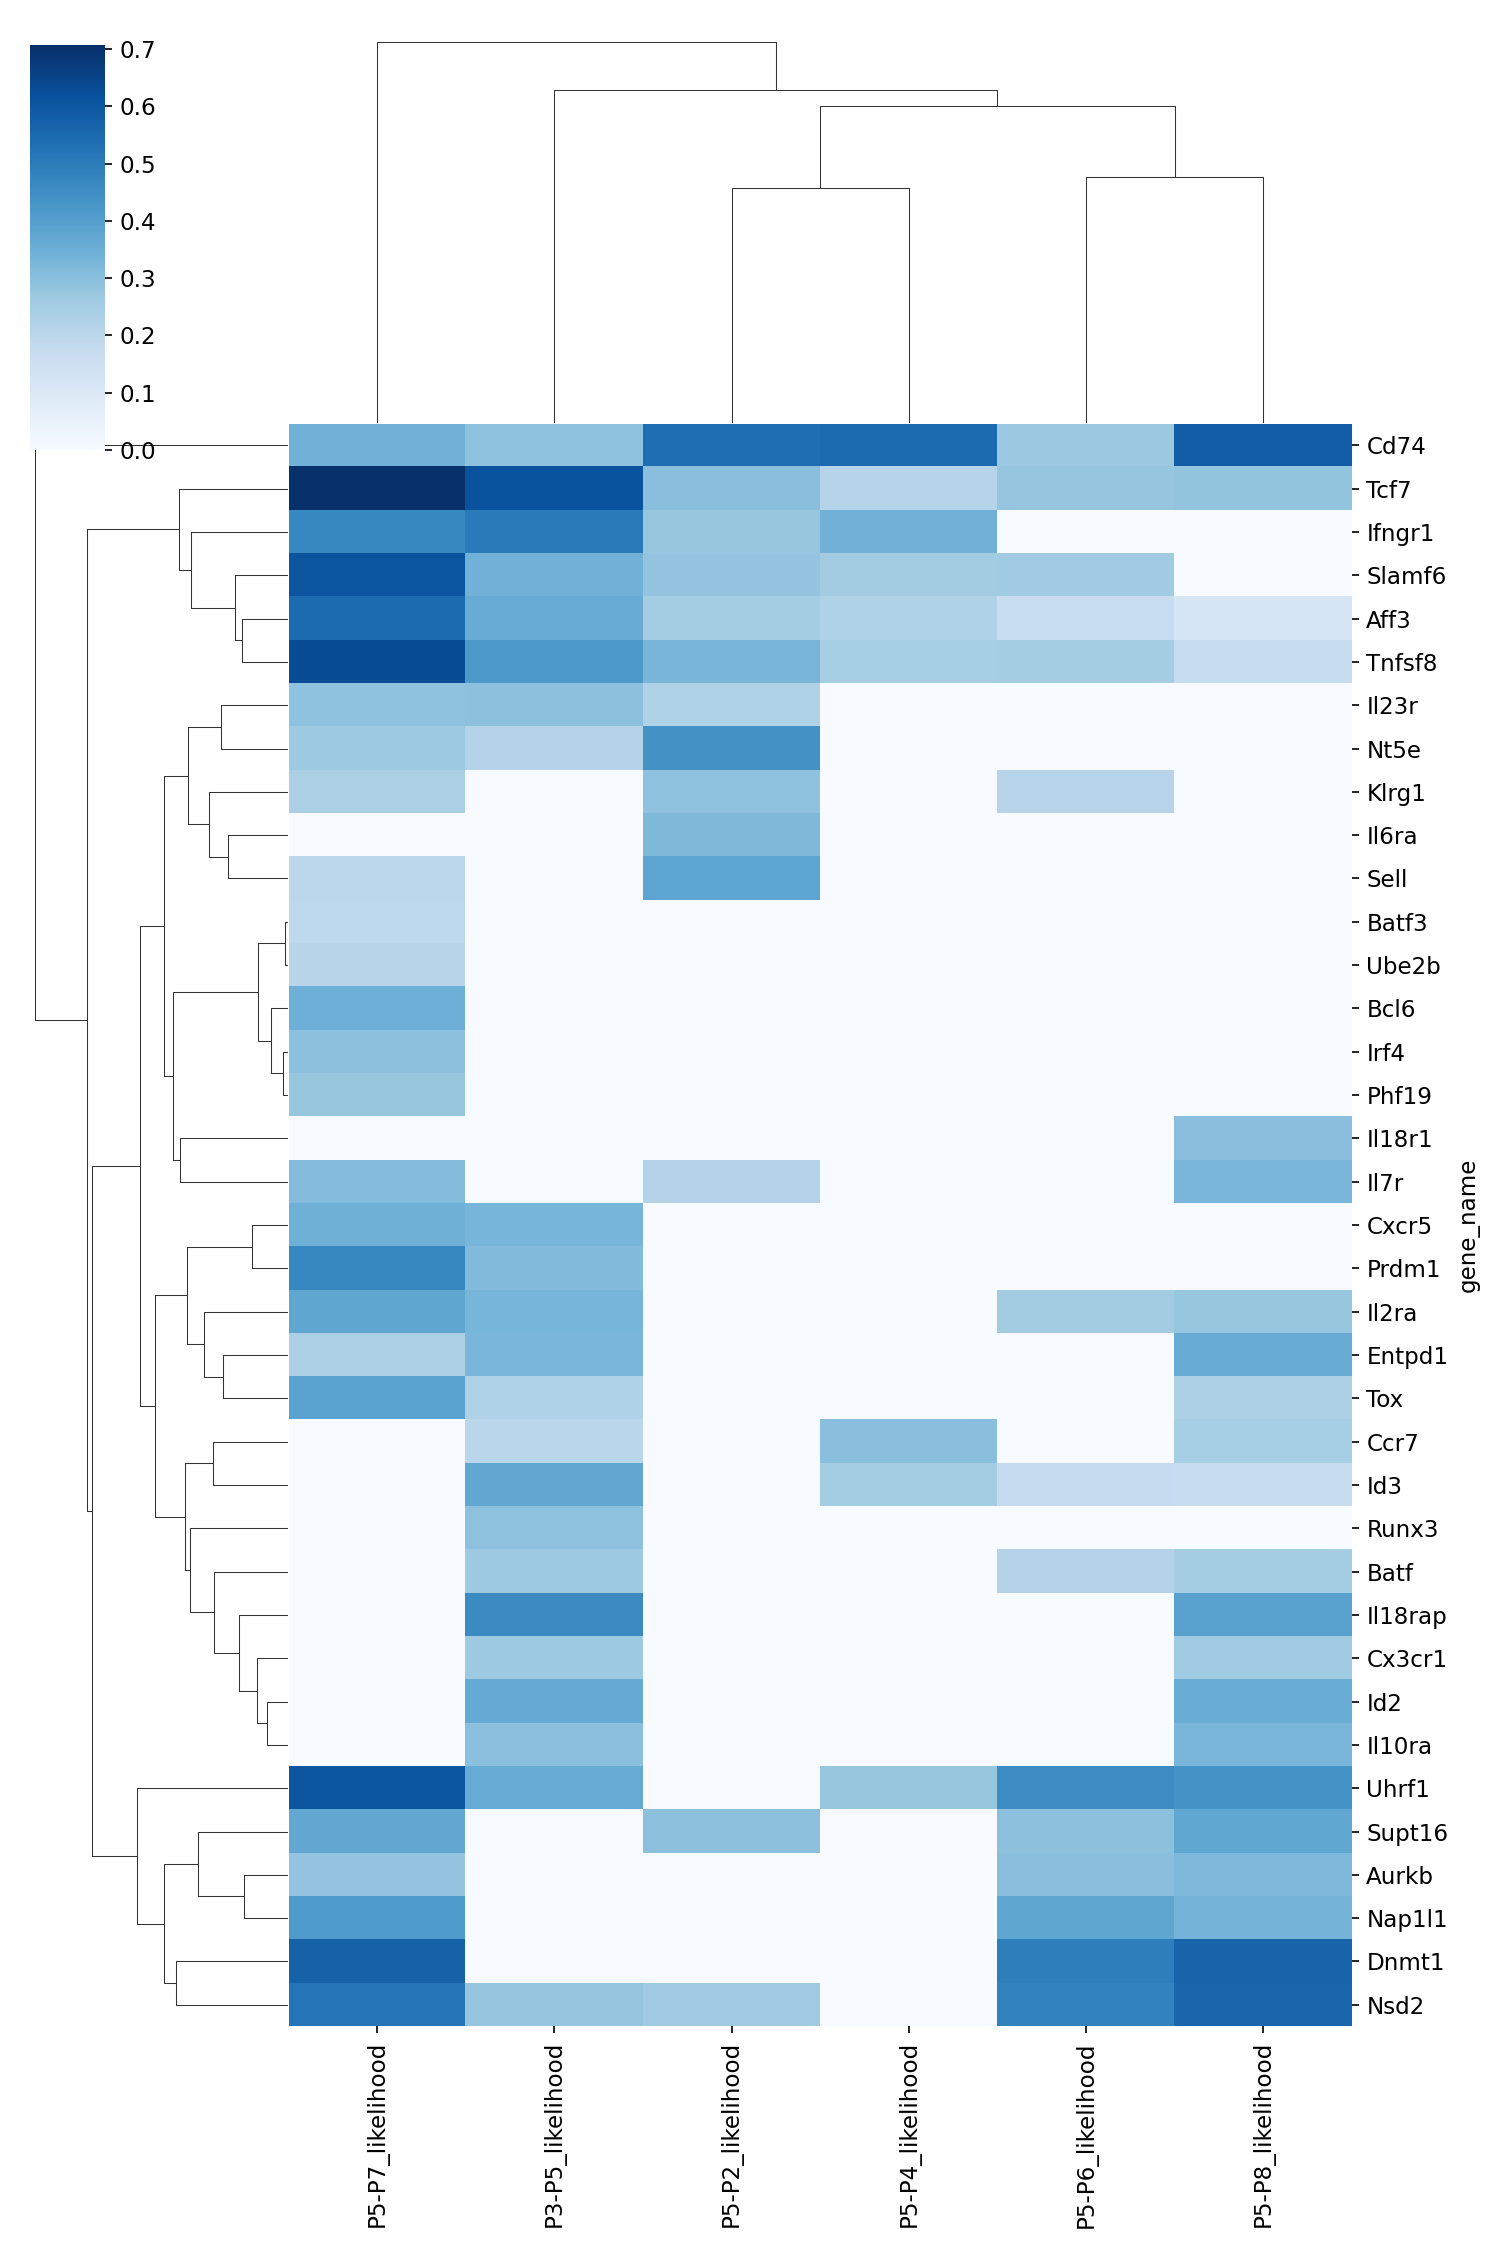 0.7
0.6
0.5
0.4
0.3
0.2
0.1
0.0
Cd74
Tcf7
Ifngr1
Slamf6
Aff3
Tnfsf8
Il23r
Nt5e
Klrg1
Il6ra
Sell
Batf3
Ube2b
Bcl6
Irf4
Phf19
Il18r1
Il7r
Cxcr5
Prdm1
Il2ra
Entpd1
Tox
Ccr7
Id3
Runx3
Batf
Il18rap
Cx3cr1
Id2
Il10ra
Uhrf1
Supt16
Aurkb
Nap1l1
Dnmt1
Nsd2
gene_name
P5-P7_likelihood
P3-P5_likelihood
P5-P2_likelihood
P5-P4_likelihood
P5-P6_likelihood
P5-P8_likelihood